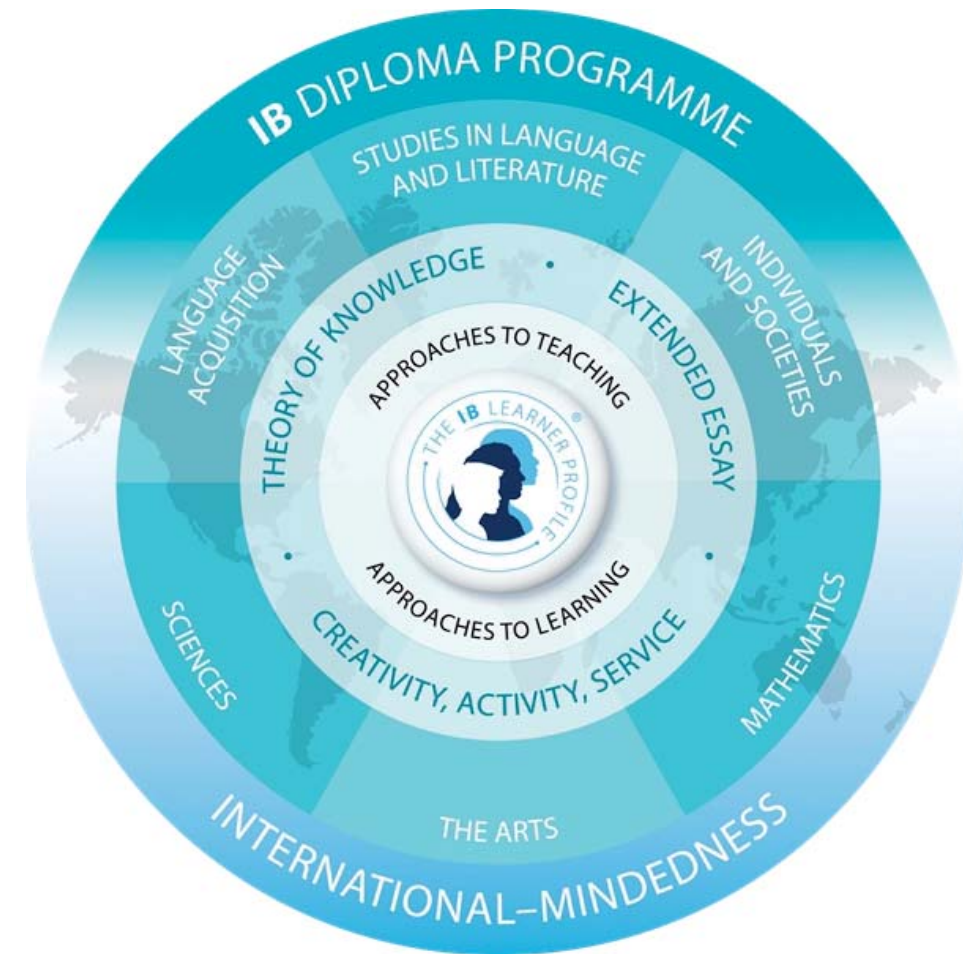 IB DIPLOMA PROGRAMME
STUDIES IN LANGUAGE
AND LITERATURE
LANGUAGE
ACQUISITION
INDIVIDUALS
AND SOCIETIES
THEORY OF KNOWLEDGE
•
EXTENDED ESSAY
•
APPROACHES TO TEACHING
THE IB LEARNER PROFILE®
APPROACHES TO LEARNING
•
CREATIVITY, ACTIVITY, SERVICE
SCIENCES
MATHEMATICS
THE ARTS
INTERNATIONAL–MINDEDNESS